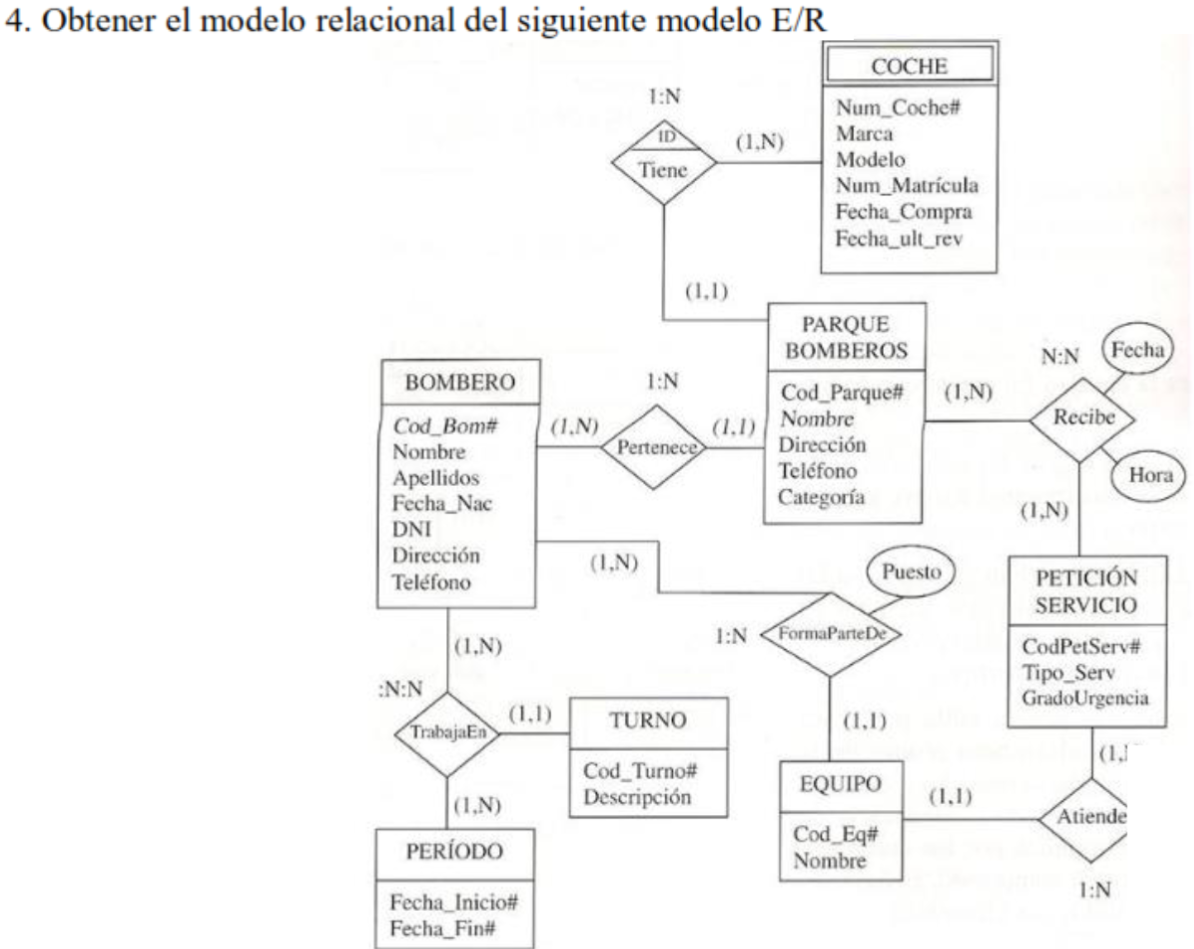 4. Obtener el modelo relacional del siguiente modelo E/R
COCHE
Num_Coche#
Marca
Modelo
Num_Matrícula
Fecha_Compra
Fecha_ult_rev
1:N
ID
Tiene
(1,N)
(1,1)
PARQUE
BOMBEROS
Cod_Parque#
Nombre
Dirección
Teléfono
Categoría
BOMBERO
Cod_Bom#
Nombre
Apellidos
Fecha_Nac
DNI
Dirección
Teléfono
1:N
(1,N)
Pertenece
(1,1)
N:N
Fecha
(1,N)
Recibe
Hora
(1,N)
(1,N)
Puesto
1:N
FormaParteDe
(1,1)
PETICIÓN
SERVICIO
CodPetServ#
Tipo_Serv
GradoUrgencia
(1,N)
:N:N
TrabajaEn
(1,1)
TURNO
Cod_Turno#
Descripción
(1,N)
PERÍODO
Fecha_Inicio#
Fecha_Fin#
EQUIPO
Cod_Eq#
Nombre
(1,1)
Atiende
1:N